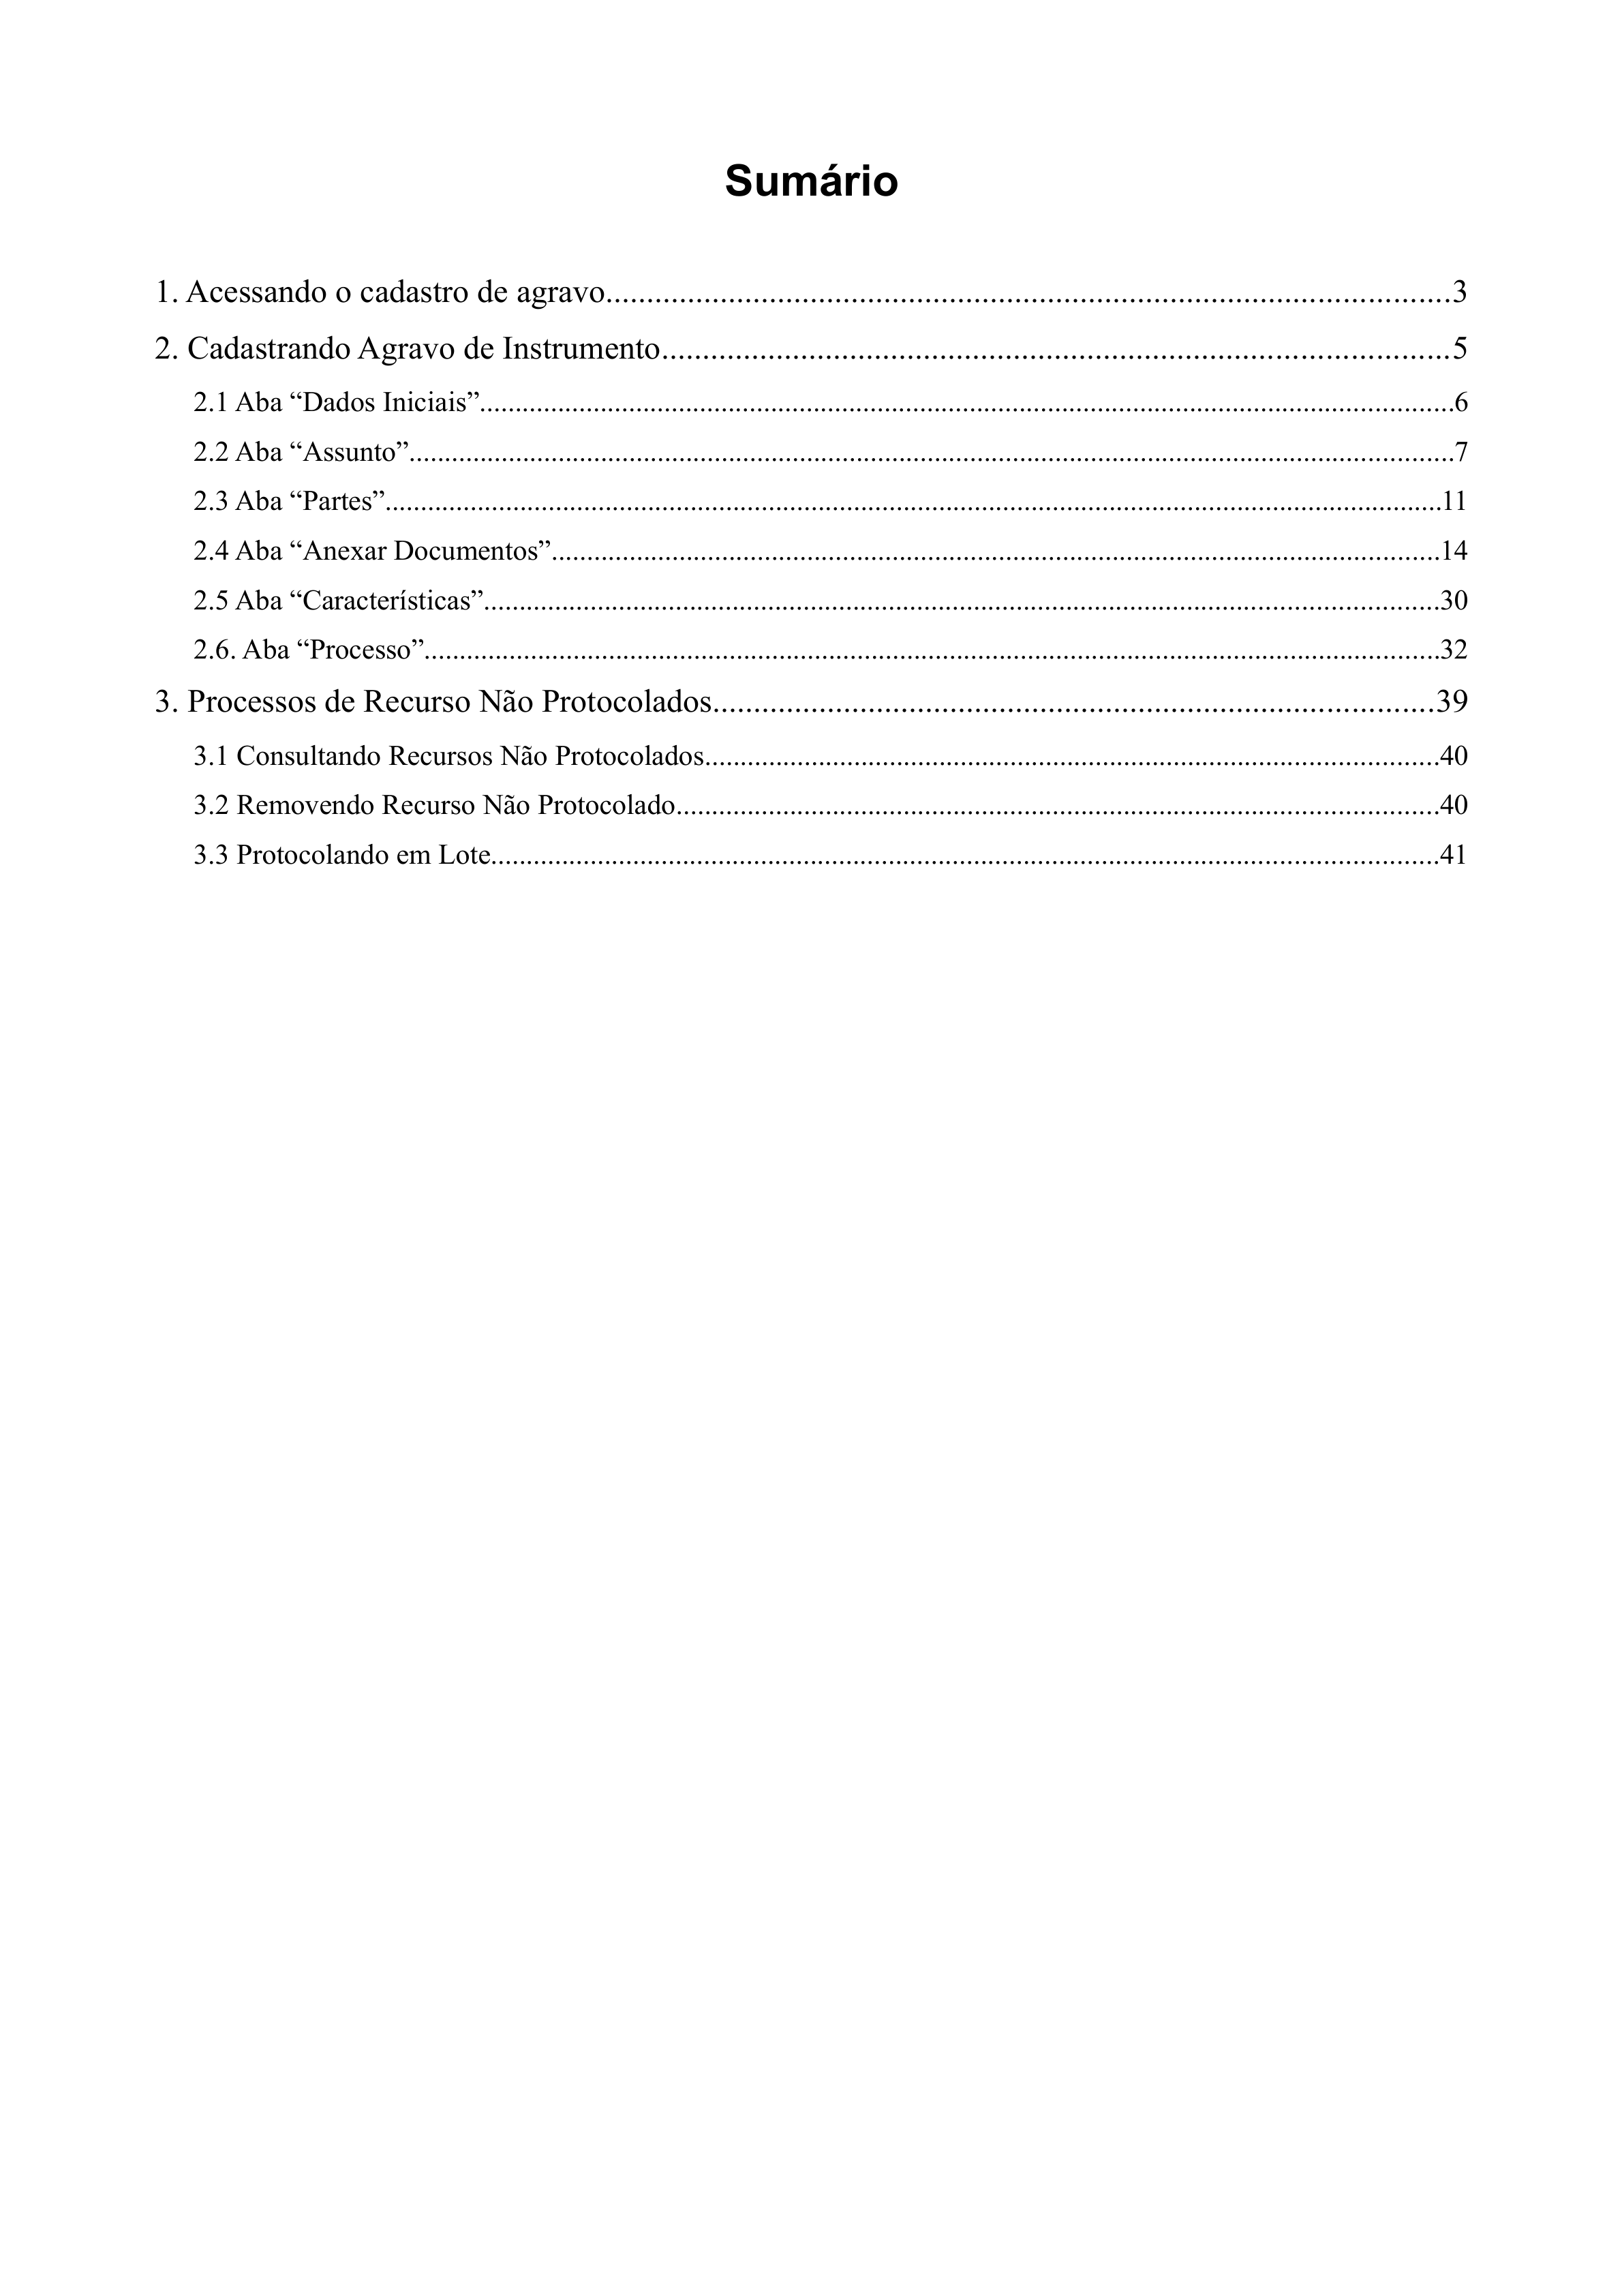 Sumário
1. Acessando o cadastro de agravo.......................................................................................................3
2. Cadastrando Agravo de Instrumento................................................................................................5
2.1 Aba “Dados Iniciais”.........................................................................................................................................6
2.2 Aba “Assunto”...................................................................................................................................................7
2.3 Aba “Partes”.....................................................................................................................................................11
2.4 Aba “Anexar Documentos”.............................................................................................................................14
2.5 Aba “Características”.......................................................................................................................................30
2.6. Aba “Processo”...............................................................................................................................................32
3. Processos de Recurso Não Protocolados........................................................................................39
3.1 Consultando Recursos Não Protocolados........................................................................................................40
3.2 Removendo Recurso Não Protocolado............................................................................................................40
3.3 Protocolando em Lote......................................................................................................................................41